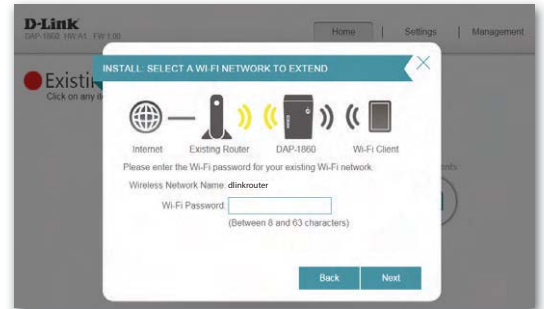 D-Link
DAP-1860 HW A1 FW 1.00
Home | Settings | Management
INSTALL: SELECT A WI-FI NETWORK TO EXTEND
Click on any
Internet Existing Router DAP-1860 Wi-Fi Client
Please enter the Wi-Fi password for your existing Wi-Fi network.
Wireless Network Name: dlinkrouter
Wi-Fi Password:
(Between 8 and 63 characters)
Back Next